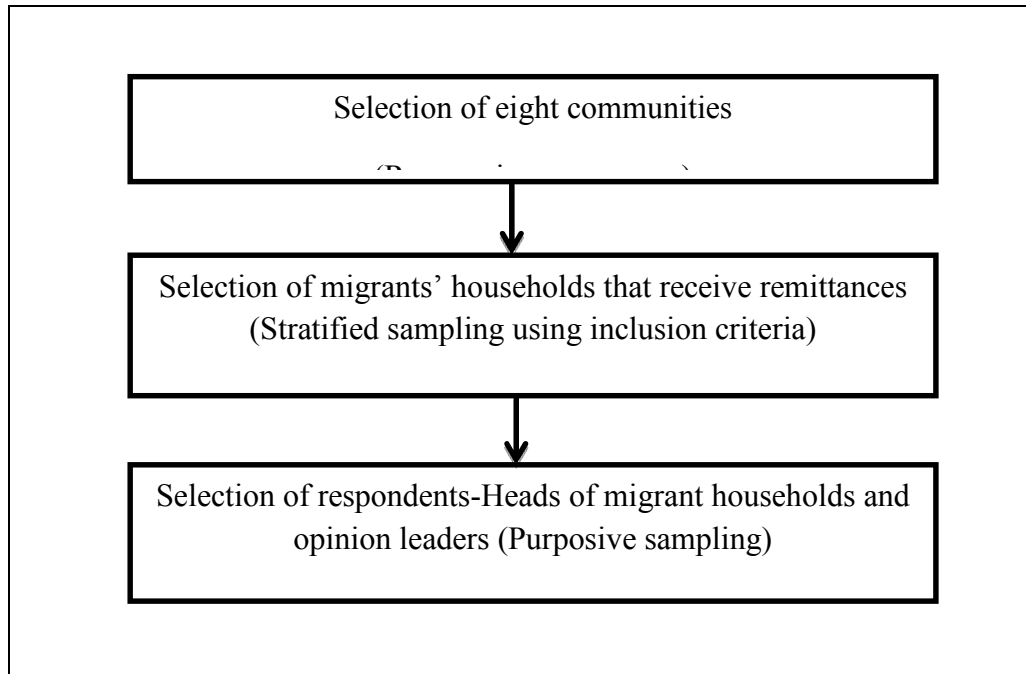 Selection of eight communities
Selection of migrants’ households that receive remittances
(Stratified sampling using inclusion criteria)
Selection of respondents-Heads of migrant households and
opinion leaders (Purposive sampling)